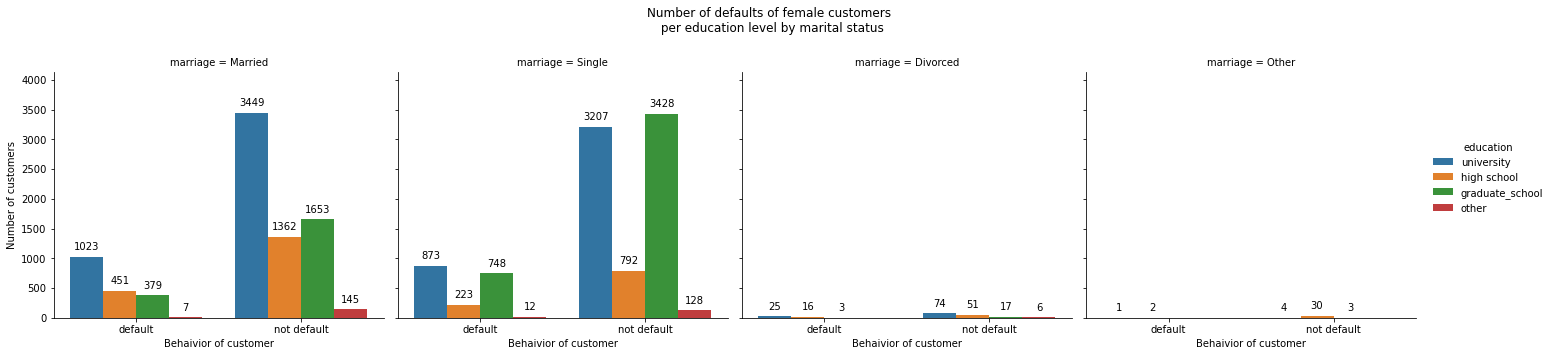 Number of defaults of female customers
per education level by marital status
marriage = Married
marriage = Single
marriage = Divorced
marriage = Other
Number of customers
4000
3500
3000
2500
2000
1500
1000
500
0
1023
451
379
7
3449
1362
1653
145
default
not default
Behaivior of customer
873
223
748
12
3207
792
3428
128
default
not default
Behaivior of customer
25
16
3
74
51
17
6
default
not default
Behaivior of customer
1
2
4
30
3
default
not default
Behaivior of customer
education
university
high school
graduate_school
other